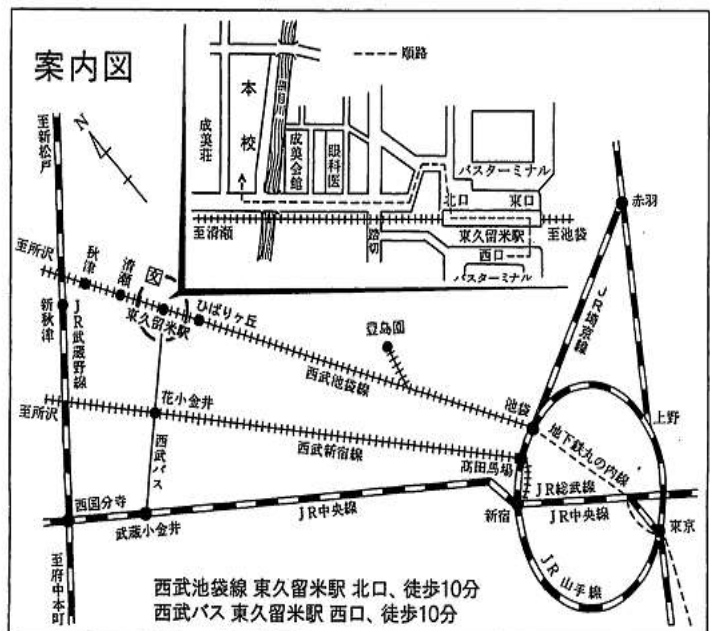 案内図
順路
N
本校
成美荘
黒目川
成美会館
眼科医
バスターミナル
北口
東口
至清瀬
踏切
東久留米駅
至池袋
西口
バスターミナル
至新松戸
至所沢
秋津
清瀬
図
東久留米駅
ひばりヶ丘
新秋津
JR武蔵野線
豊島園
西武池袋線
赤羽
JR埼京線
至所沢
花小金井
西武新宿線
西武バス
池袋
上野
地下鉄丸の内線
高田馬場
JR総武線
新宿
JR中央線
東京
西国分寺
武蔵小金井
JR中央線
JR山手線
至府中本町
西武池袋線 東久留米駅 北口、徒歩10分
西武バス 東久留米駅 西口、徒歩10分